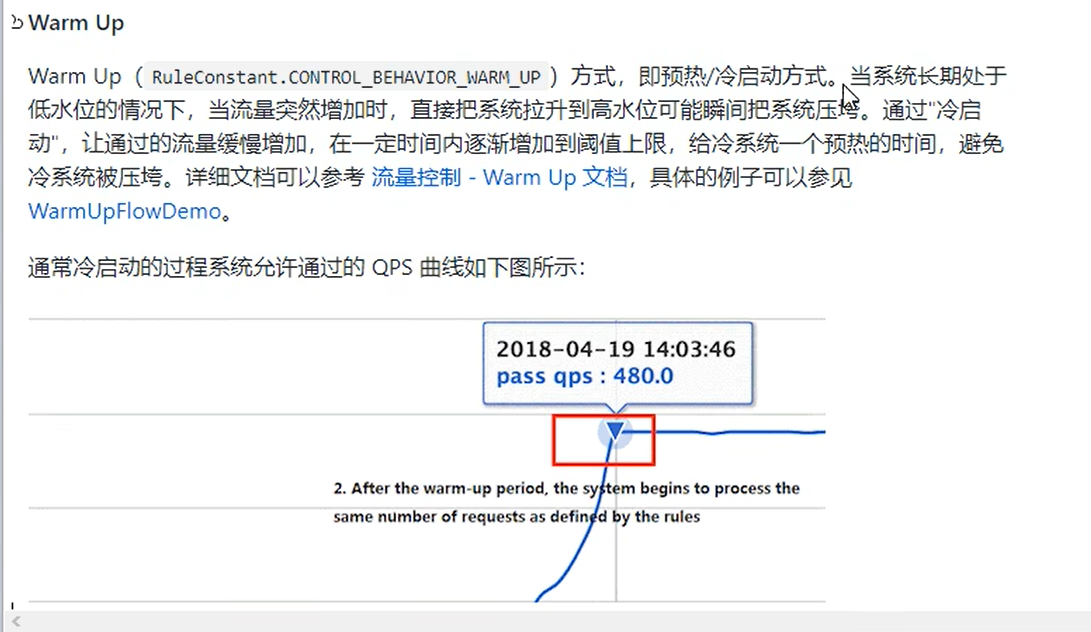 Warm Up
Warm Up（RuleConstant.CONTROL_BEHAVIOR_WARM_UP）方式，即预热/冷启动方式。当系统长期处于
低水位的情况下，当流量突然增加时，直接把系统拉升到高水位可能瞬间把系统压垮。通过"冷启
动"，让通过的流量缓慢增加，在一定时间内逐渐增加到阈值上限，给冷系统一个预热的时间，避免
冷系统被压垮。详细文档可以参考 流量控制 - Warm Up 文档，具体的例子可以参见
WarmUpFlowDemo。
通常冷启动的过程系统允许通过的 QPS 曲线如下图所示：
2018-04-19 14:03:46
pass qps : 480.0
2. After the warm-up period, the system begins to process the
same number of requests as defined by the rules